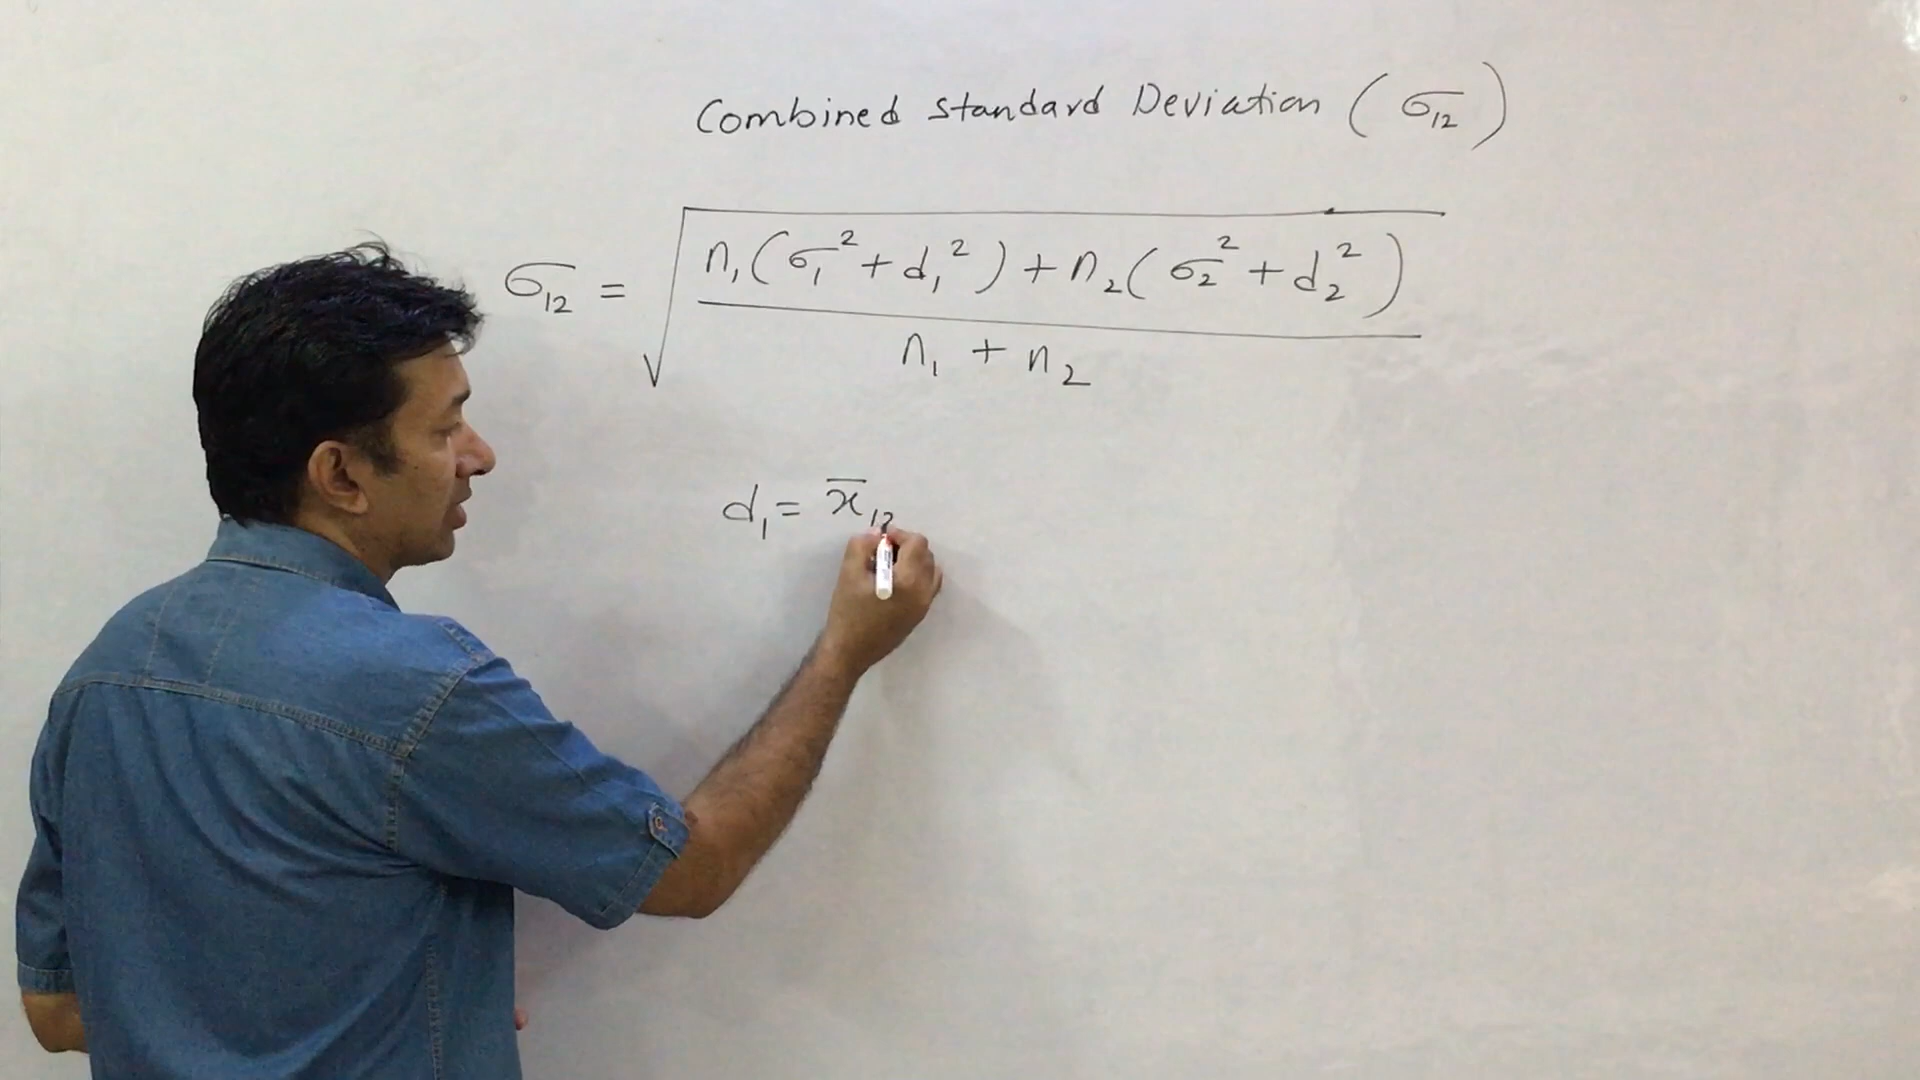 Combined Standard Deviation (σ₁₂)
σ₁₂ = √
n₁(σ₁² + d₁²) + n₂(σ₂² + d₂²)
n₁ + n₂
d₁ = x̄₁₂